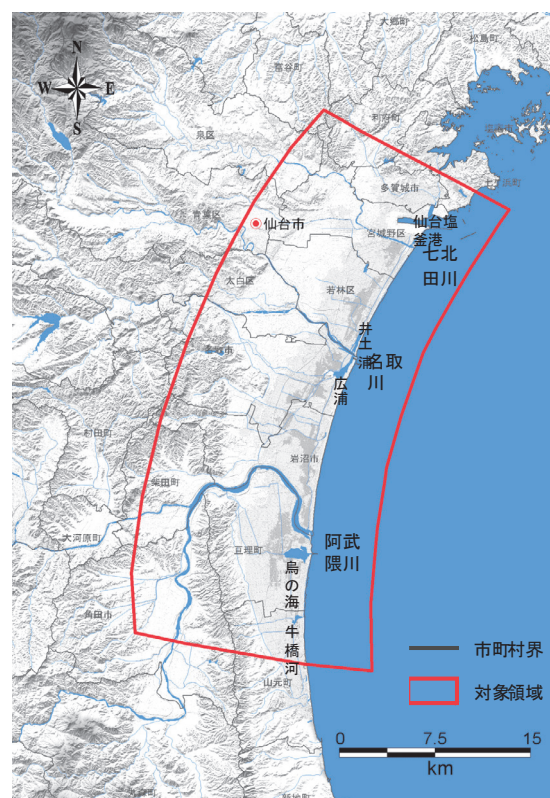 大郷町
松島町
N
富谷町
W
E
利府町
S
泉区
多賀城市
七ヶ浜町
青葉区
仙台市
宮城野区
仙台塩
釜港
七北
田川
太白区
若林区
井土浦
名取
川
広浦
岩沼市
村田町
柴田町
大河原町
亘理町
阿武
隈川
鳥の海
角田市
牛橋河
山元町
市町村界
対象領域
0
7.5
15
km